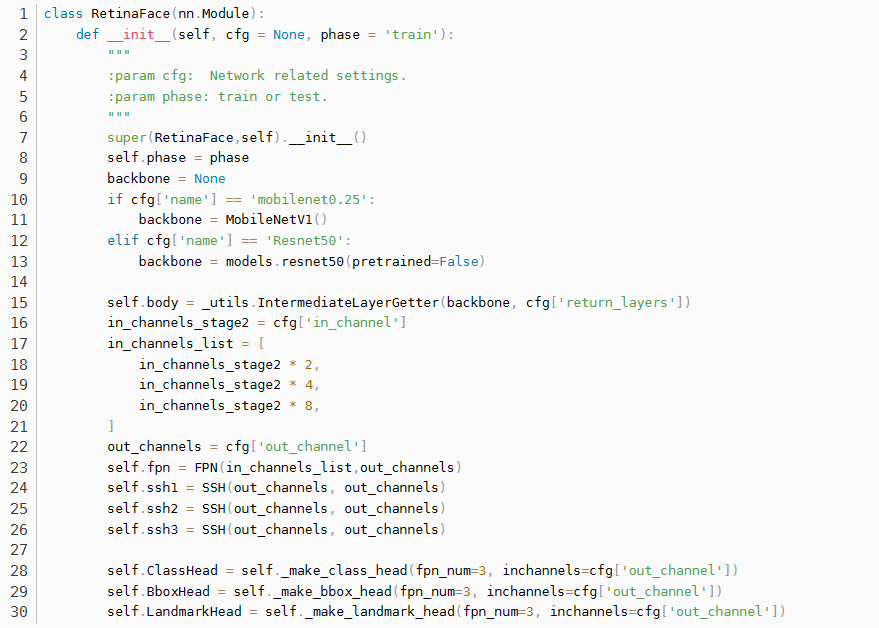 1 class RetinaFace(nn.Module):
2     def __init__(self, cfg = None, phase = 'train'):
3         """
4         :param cfg:  Network related settings.
5         :param phase: train or test.
6         """
7         super(RetinaFace,self).__init__()
8         self.phase = phase
9         backbone = None
10         if cfg['name'] == 'mobilenet0.25':
11             backbone = MobileNetV1()
12         elif cfg['name'] == 'Resnet50':
13             backbone = models.resnet50(pretrained=False)
14
15         self.body = _utils.IntermediateLayerGetter(backbone, cfg['return_layers'])
16         in_channels_stage2 = cfg['in_channel']
17         in_channels_list = [
18             in_channels_stage2 * 2,
19             in_channels_stage2 * 4,
20             in_channels_stage2 * 8,
21         ]
22         out_channels = cfg['out_channel']
23         self.fpn = FPN(in_channels_list,out_channels)
24         self.ssh1 = SSH(out_channels, out_channels)
25         self.ssh2 = SSH(out_channels, out_channels)
26         self.ssh3 = SSH(out_channels, out_channels)
27
28         self.ClassHead = self._make_class_head(fpn_num=3, inchannels=cfg['out_channel'])
29         self.BboxHead = self._make_bbox_head(fpn_num=3, inchannels=cfg['out_channel'])
30         self.LandmarkHead = self._make_landmark_head(fpn_num=3, inchannels=cfg['out_channel'])